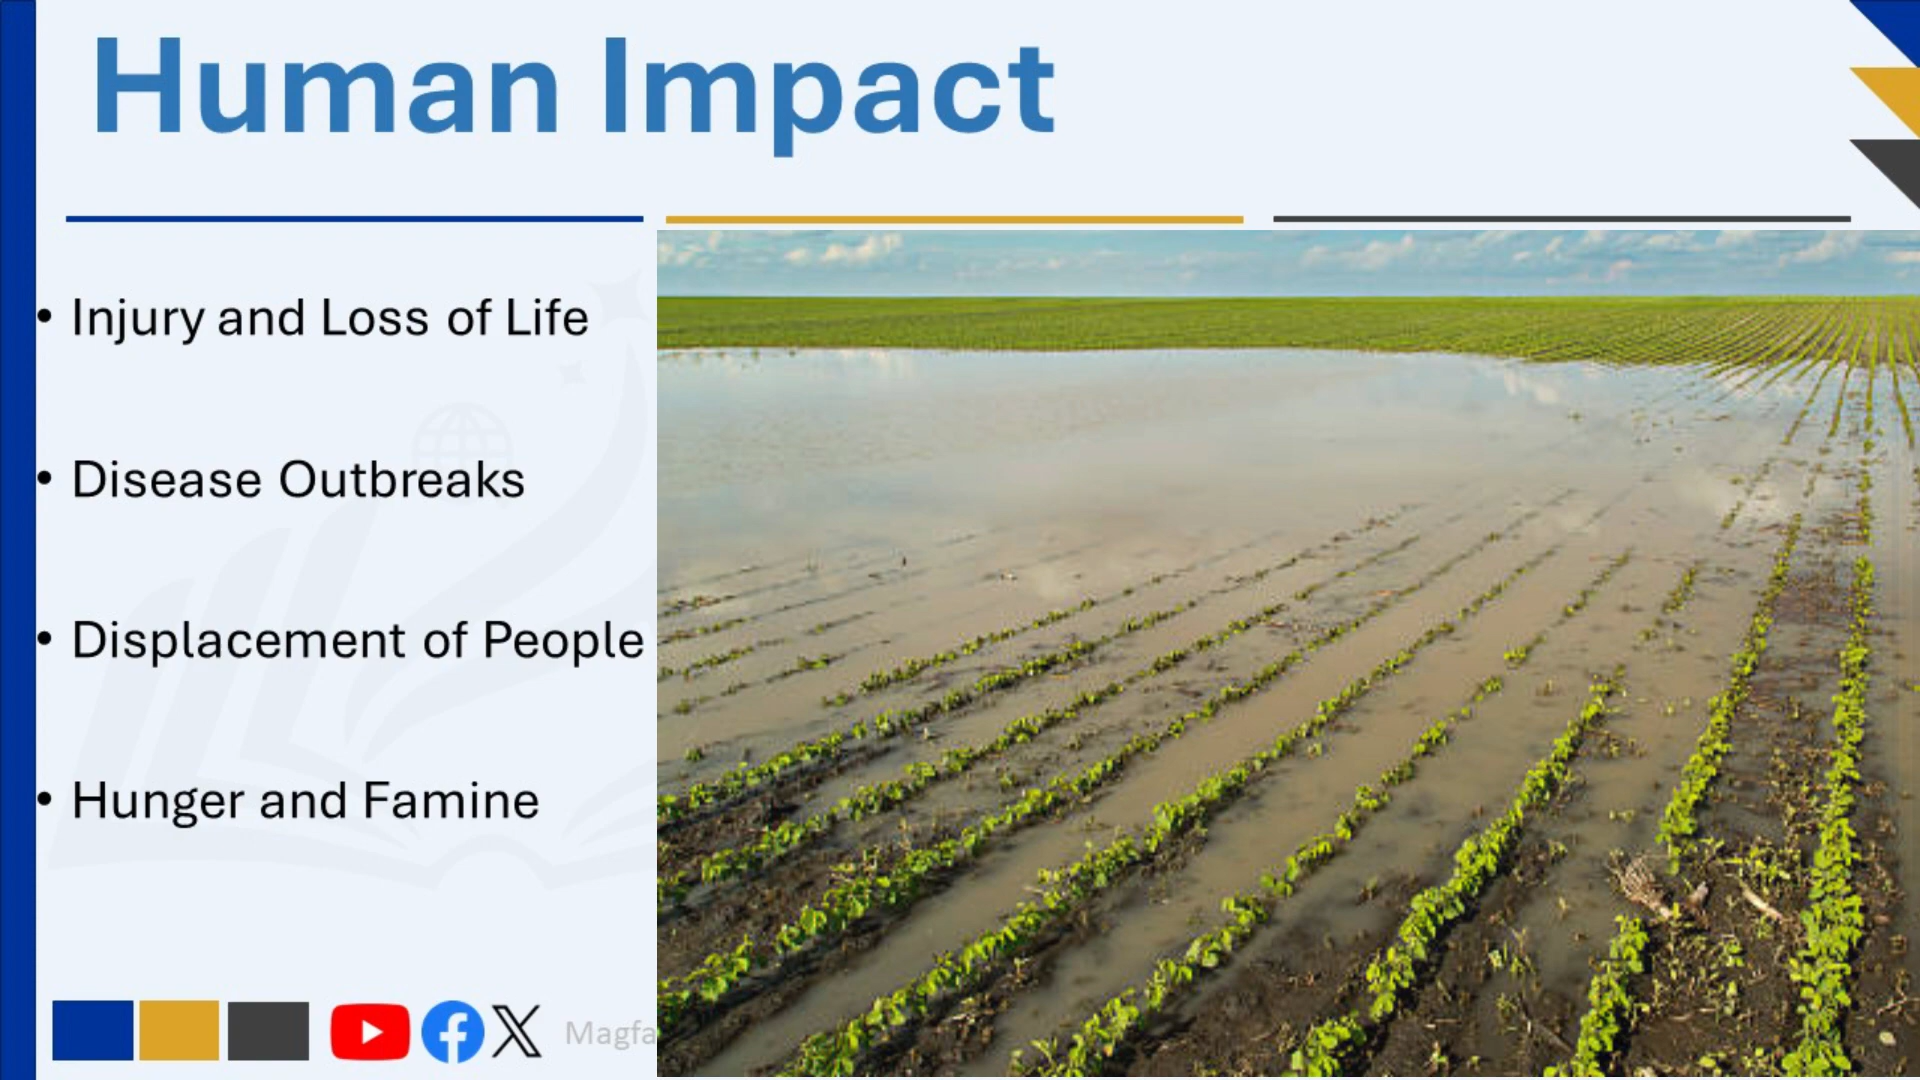 Human Impact
• Injury and Loss of Life
• Disease Outbreaks
• Displacement of People
• Hunger and Famine